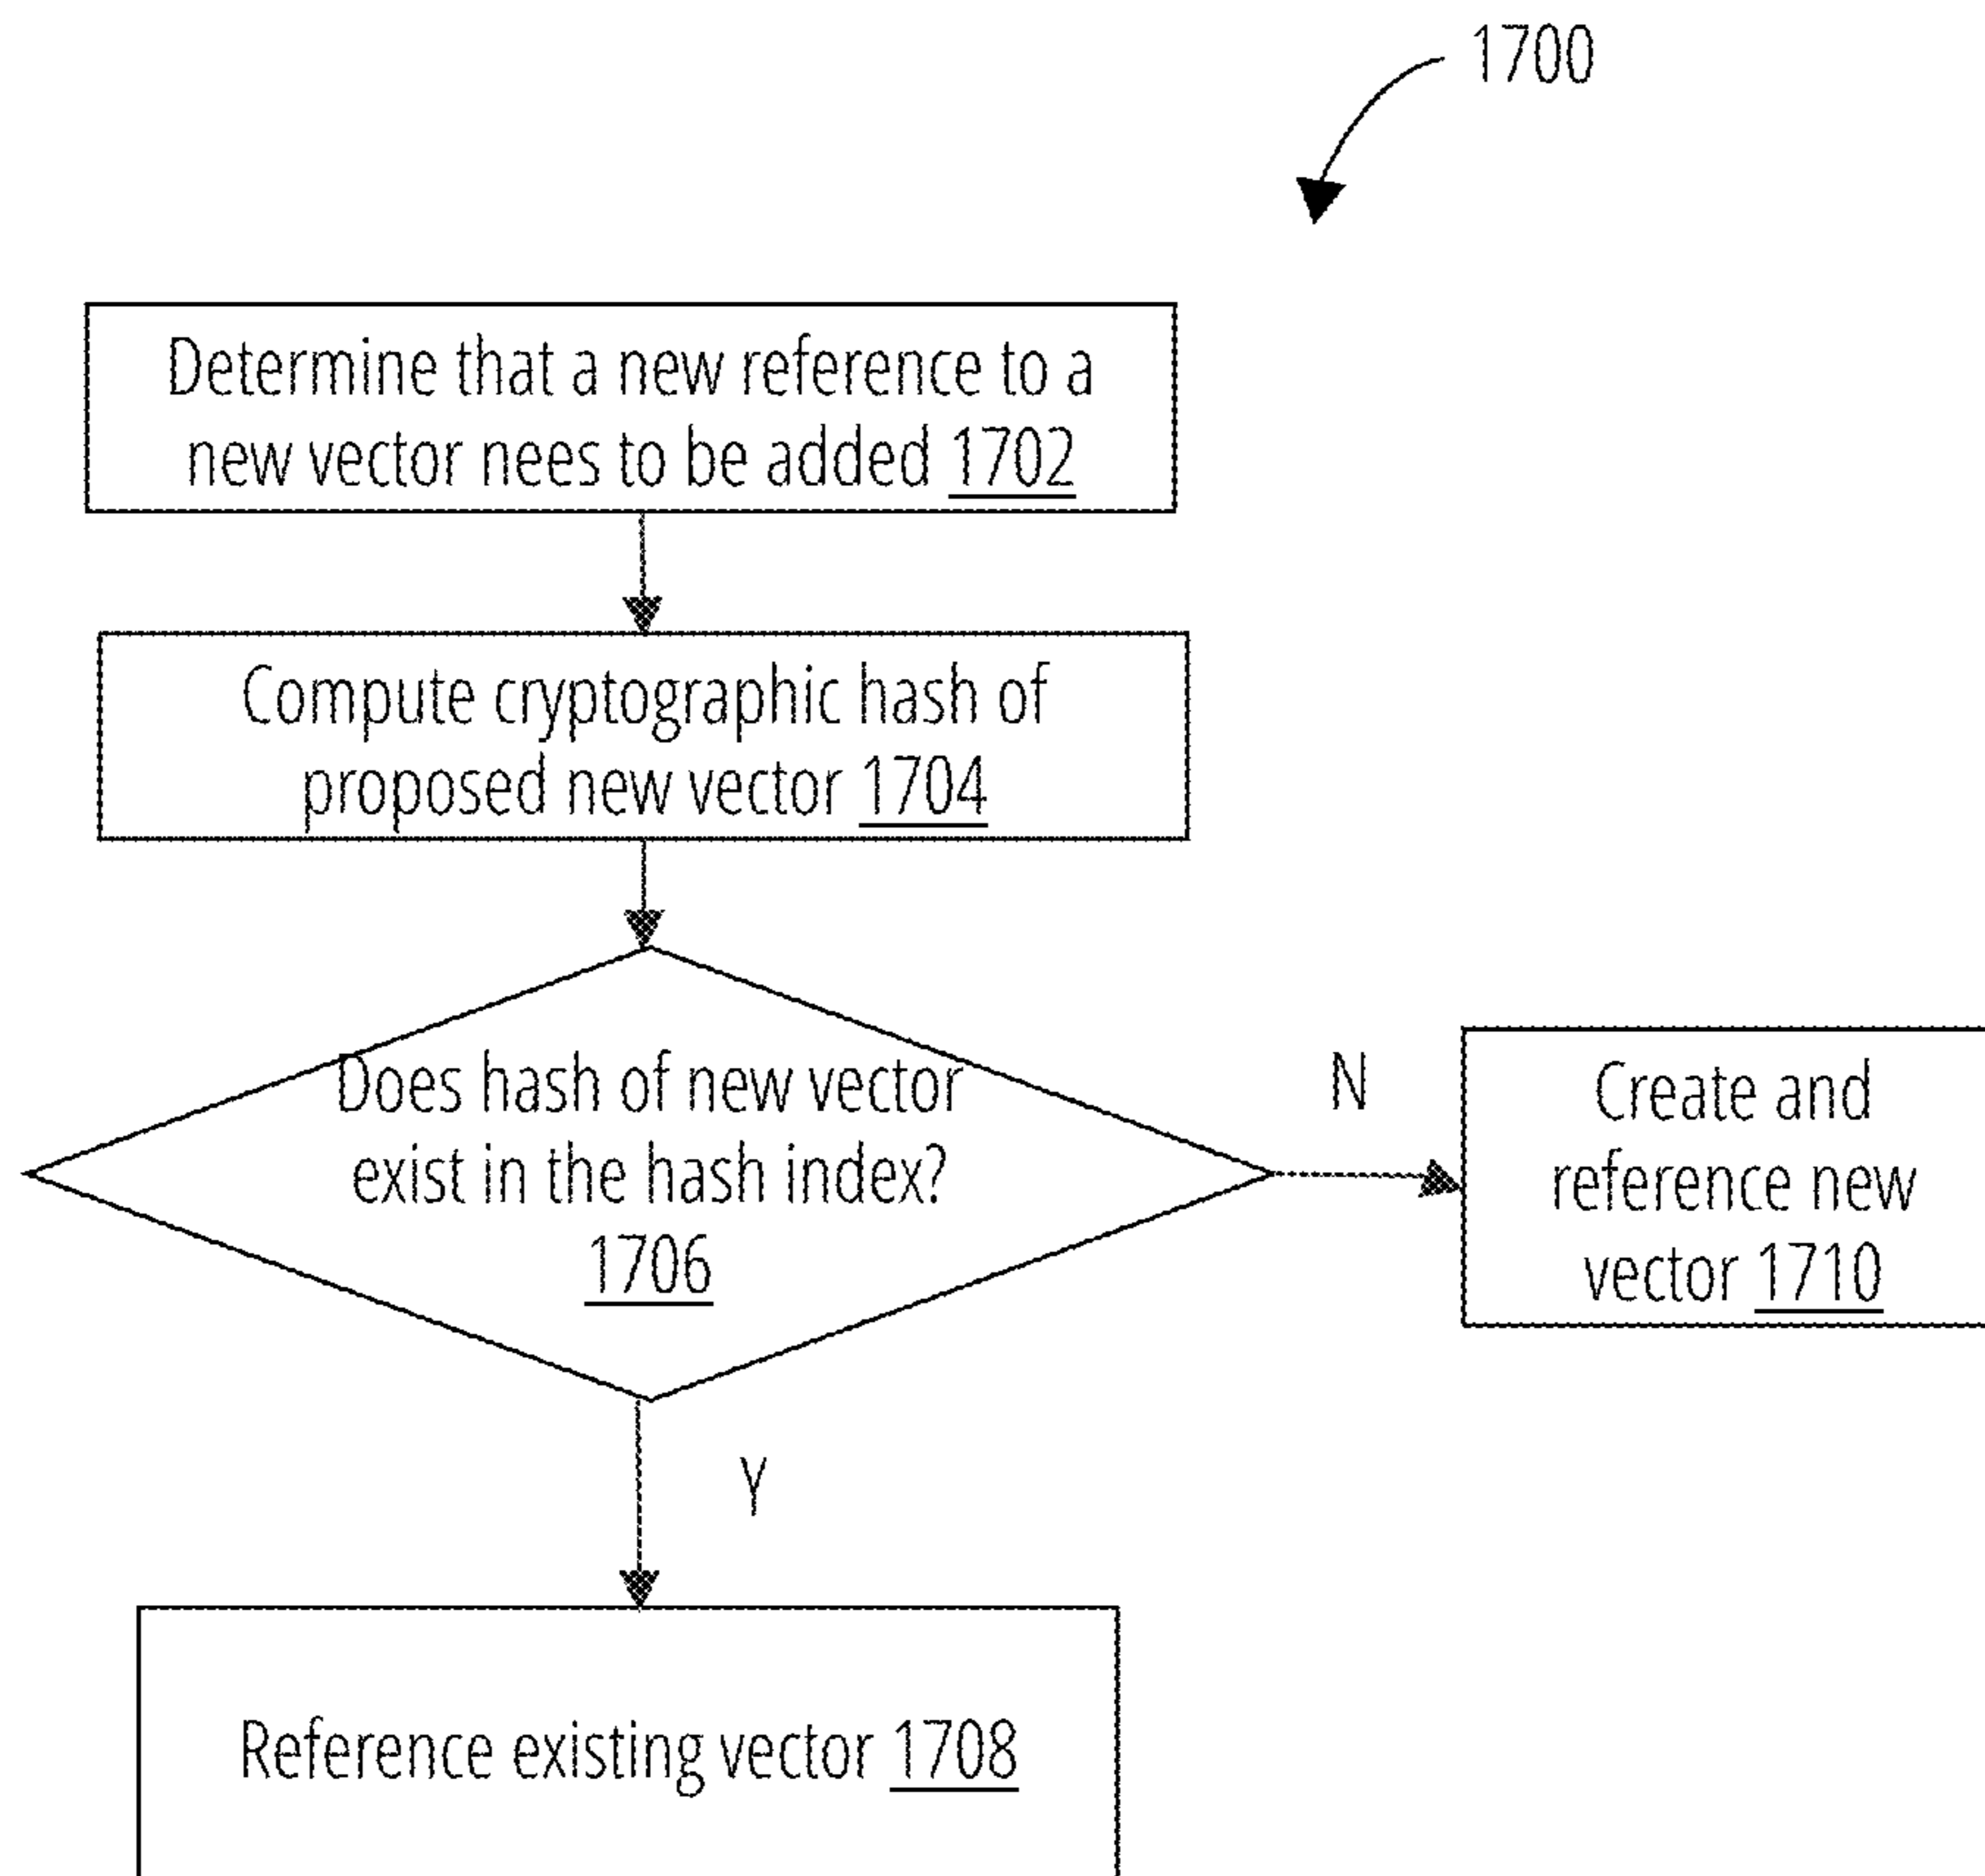 1700
Determine that a new reference to a
new vector nees to be added 1702
Compute cryptographic hash of
proposed new vector 1704
Does hash of new vector
exist in the hash index?
1706
N
Create and
reference new
vector 1710
Y
Reference existing vector 1708